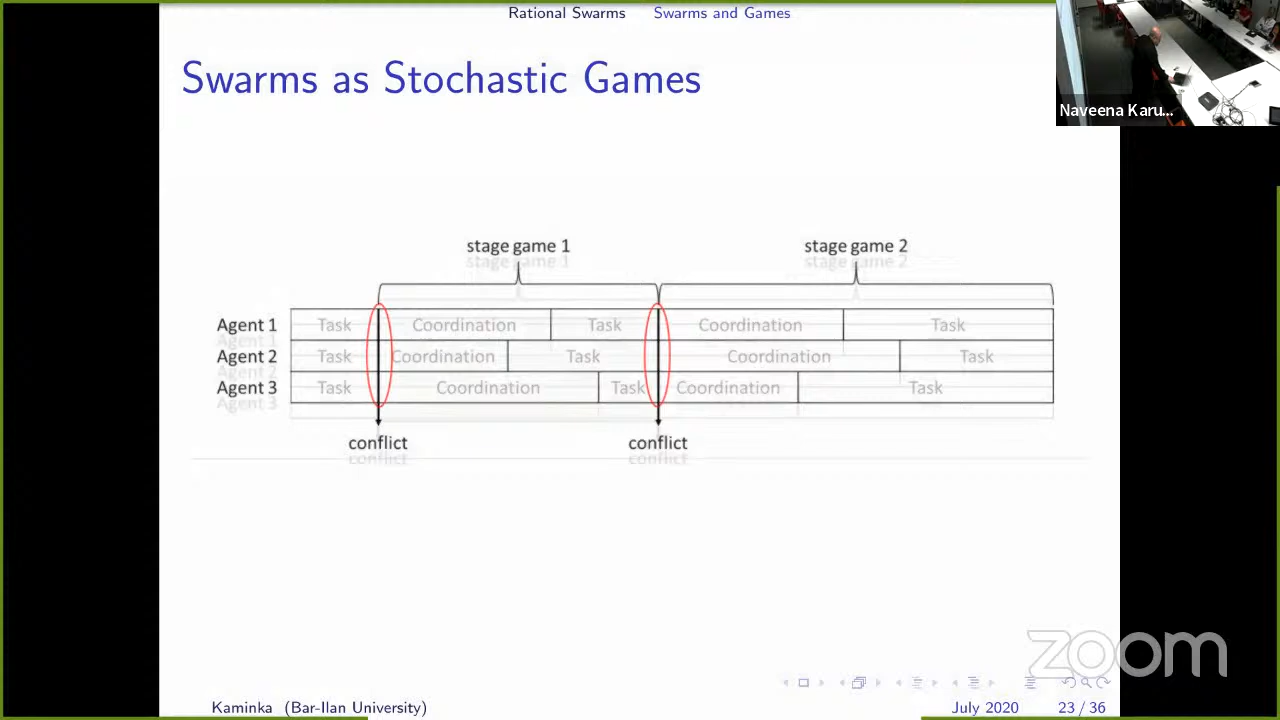 Rational Swarms Swarms and Games
Swarms as Stochastic Games
Naveena Karu...
stage game 1 stage game 2
Agent 1 Task Coordination Task Coordination Task
Agent 2 Task Coordination Task Coordination Task
Agent 3 Task Coordination Task Coordination Task
conflict conflict
zoom
Kaminka (Bar-Ilan University) July 2020 23 / 36